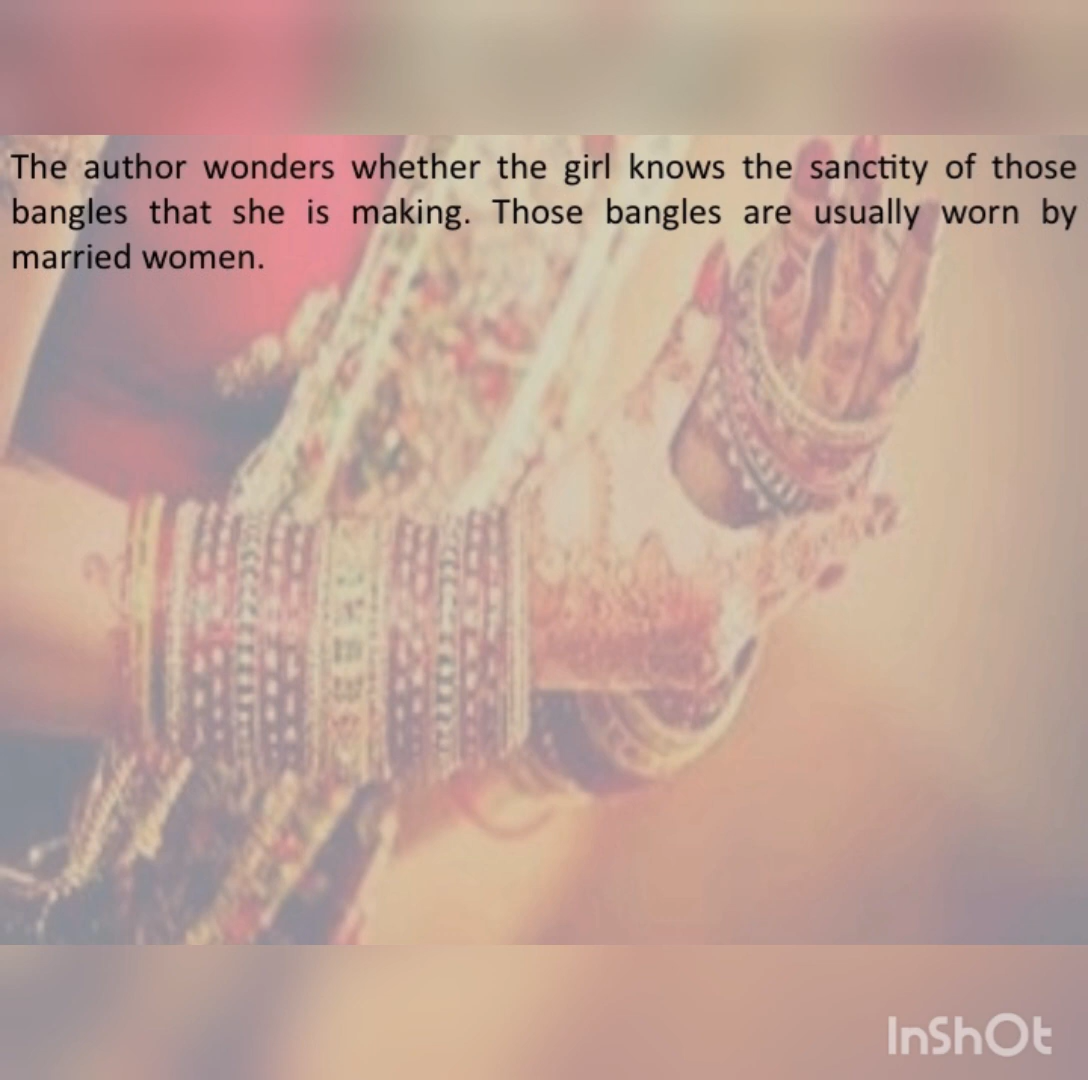 The author wonders whether the girl knows the sanctity of those
bangles that she is making. Those bangles are usually worn by
married women.
InShOt